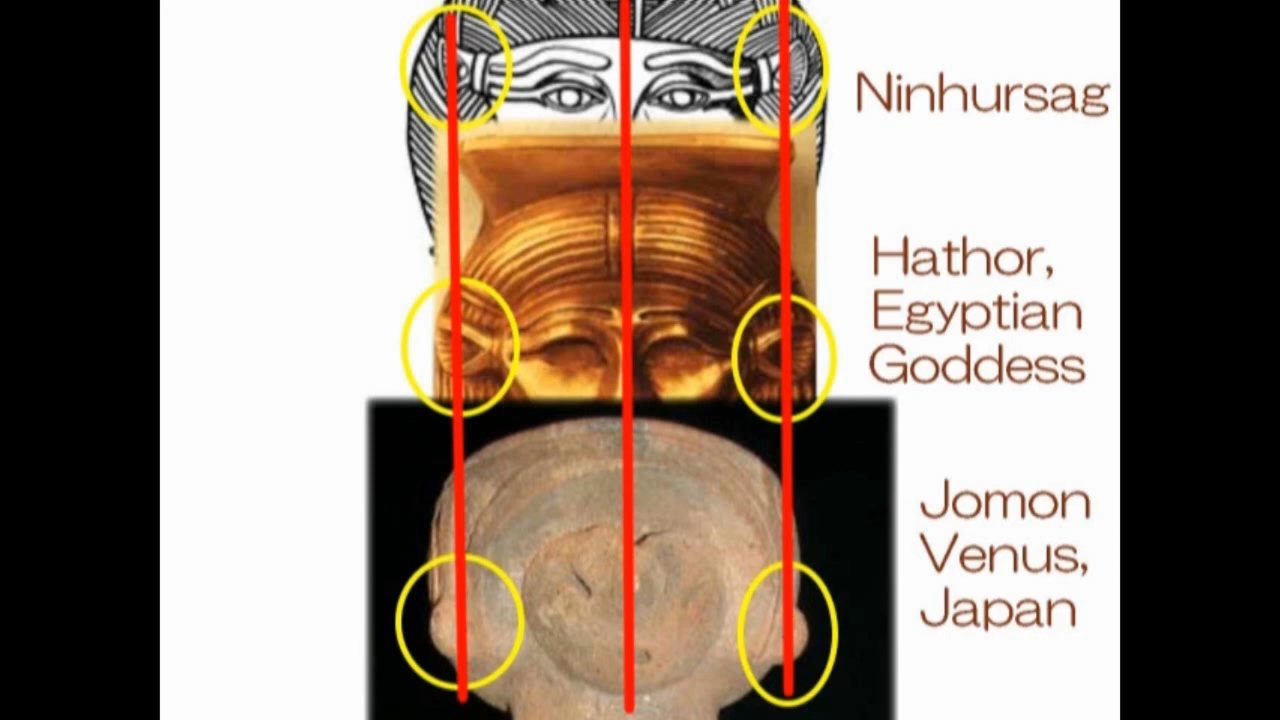 Ninhursag
Hathor,
Egyptian
Goddess
Jomon
Venus,
Japan